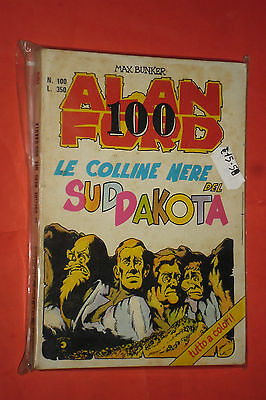 MAX BUNKER
N. 100
L. 350
ALAN
100
FORD
LE COLLINE NERE
DEL
SUD DAKOTA
tutto a colori!